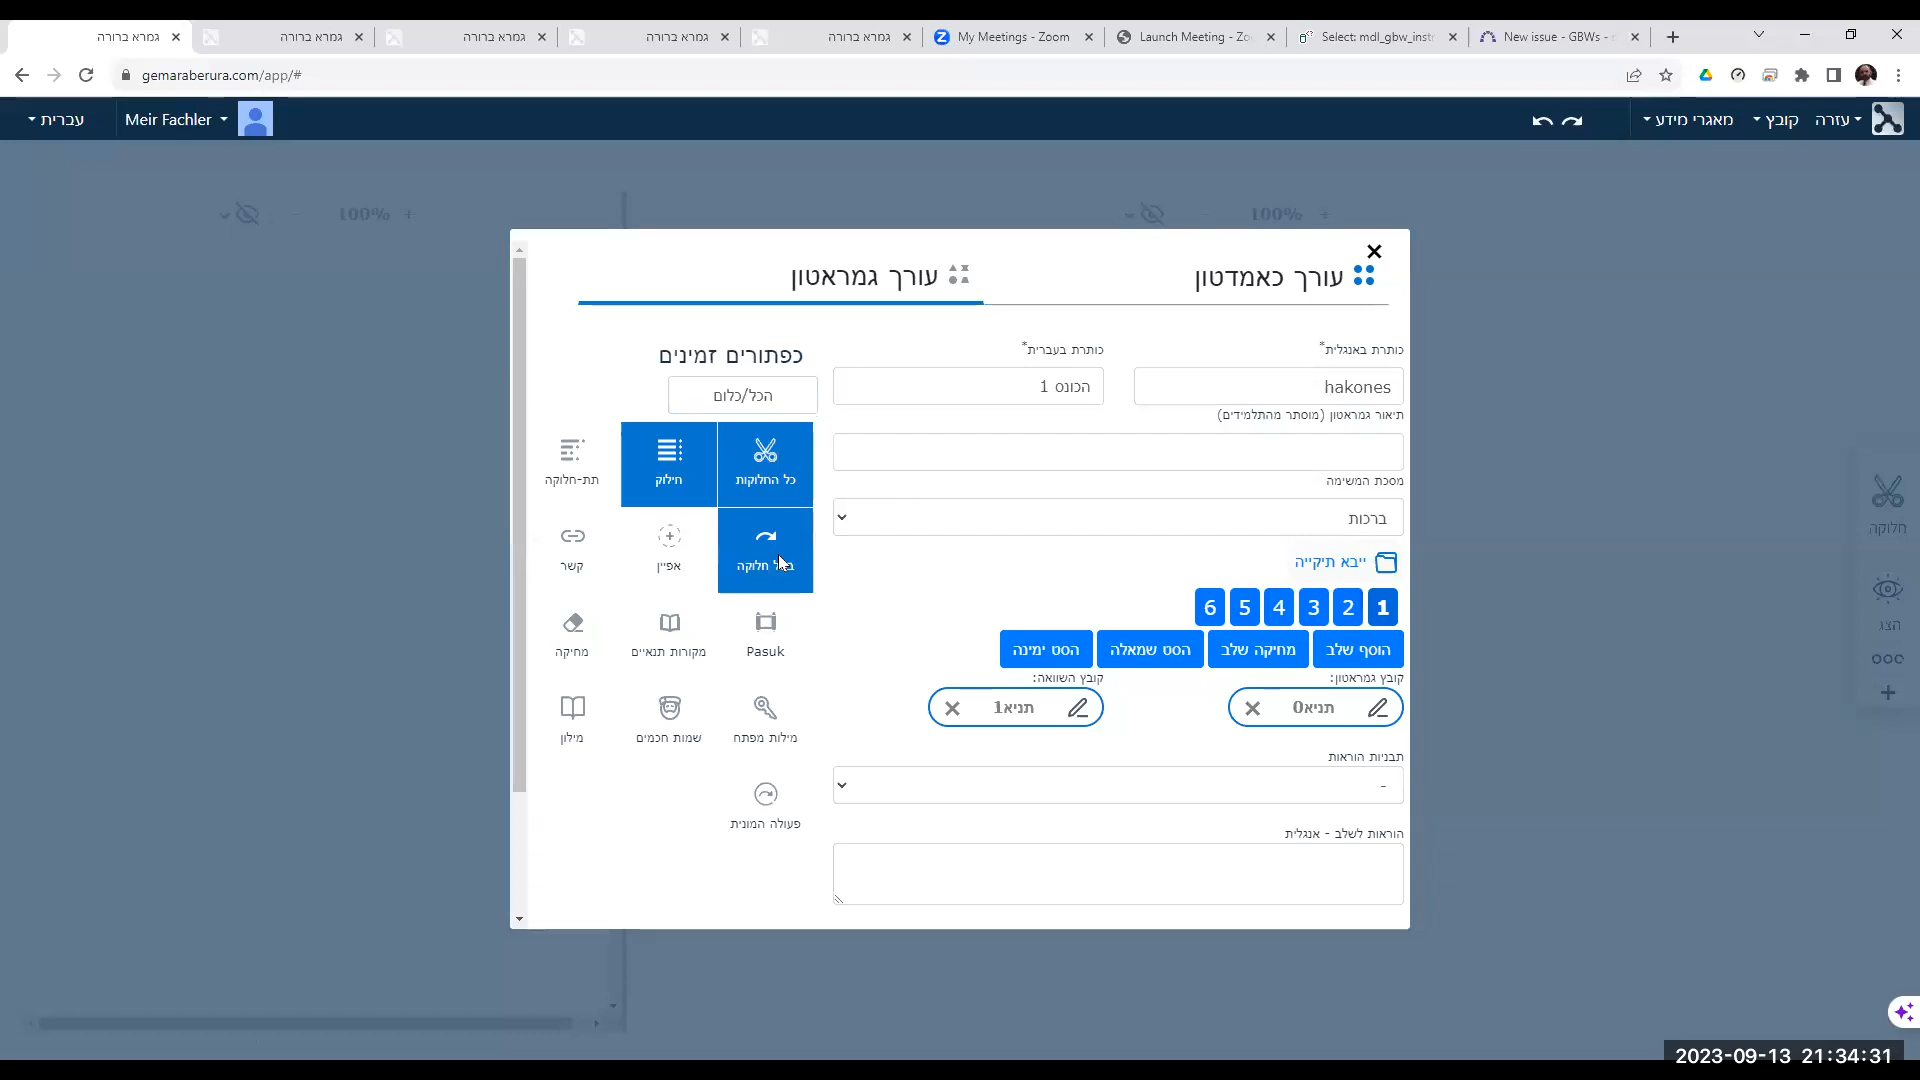 גמרא ברורה
גמרא ברורה
גמרא ברורה
גמרא ברורה
גמרא ברורה
My Meetings - Zoom
Launch Meeting - Zo
Select: mdl_gbw_instr
New issue - GBWs -
gemaraberura.com/app/#
עברית
Meir Fachler
מאגרי מידע
קובץ
עזרה
100%
100%
עורך כאמדטון
עורך גמראטון
כותרת באנגלית*
כותרת בעברית*
hakones
הכונס 1
תיאור גמראטון (מוסתר מהתלמידים)
מסכת המשימה
ברכות
ייבא תיקייה
1 2 3 4 5 6
הוסף שלב
מחיקה שלב
הסט שמאלה
הסט ימינה
קובץ גמראטון:
קובץ השוואה:
תניא0
תניא1
תבניות הוראות
-
הוראות לשלב - אנגלית
כפתורים זמינים
הכל/כלום
כל החלוקות
חילוק
תת-חלוקה
חלוקה
אפיין
קשר
Pasuk
מקורות תנאיים
מחיקה
מילות מפתח
שמות חכמים
מילון
פעולה המונית
חלוקה
הצג
2023-09-13 21:34:31